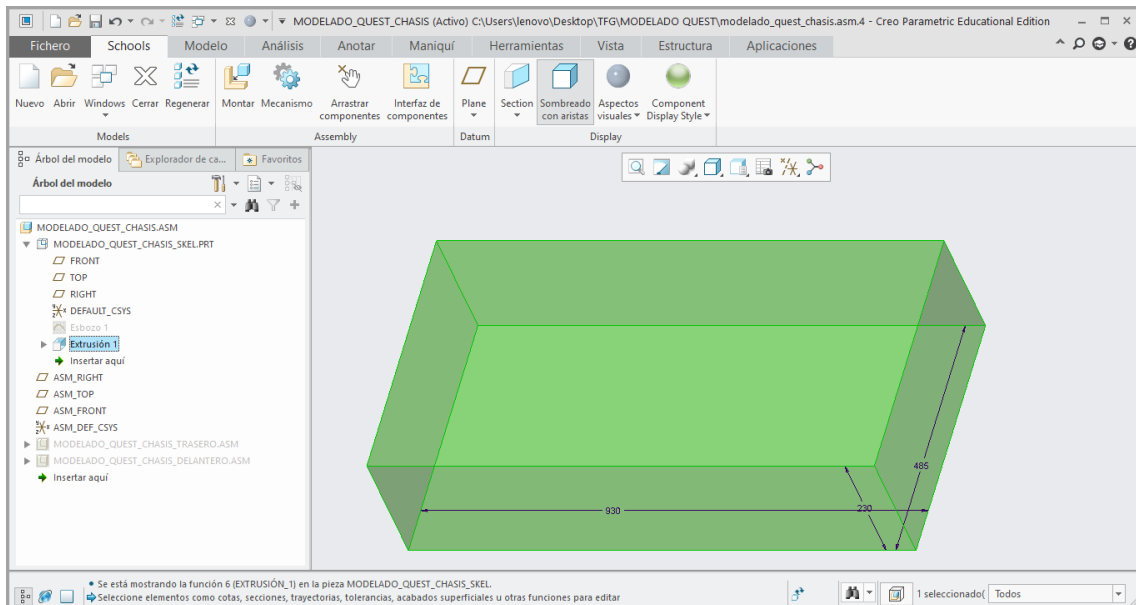 MODELADO_QUEST_CHASIS (Activo) C:\Users\lenovo\Desktop\TFG\MODELADO QUEST\modelado_quest_chasis.asm.4 - Creo Parametric Educational Edition
Fichero Schools Modelo Análisis Anotar Maniquí Herramientas Vista Estructura Aplicaciones
Nuevo Abrir Windows Cerrar Regenerar Montar Mecanismo Arrastrar componentes Interfaz de componentes Plane Section Sombreado con aristas Aspectos visuales Component Display Style
Models Assembly Datum Display
Árbol del modelo Explorador de ca... Favoritos
Árbol del modelo
MODELADO_QUEST_CHASIS.ASM
MODELADO_QUEST_CHASIS_SKEL.PRT
FRONT
TOP
RIGHT
DEFAULT_CSYS
Esbozo 1
Extrusión 1
Insertar aquí
ASM_RIGHT
ASM_TOP
ASM_FRONT
ASM_DEF_CSYS
MODELADO_QUEST_CHASIS_TRASERO.ASM
MODELADO_QUEST_CHASIS_DELANTERO.ASM
Insertar aquí
485
230
930
Se está mostrando la función 6 (EXTRUSIÓN_1) en la pieza MODELADO_QUEST_CHASIS_SKEL.
Seleccione elementos como cotas, secciones, trayectorias, tolerancias, acabados superficiales u otras funciones para editar
1 seleccionado( Todos